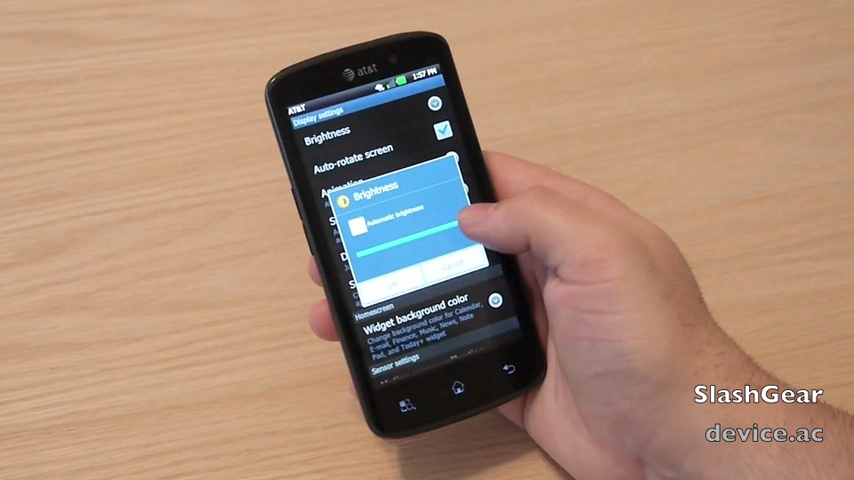 at&t
AT&T
1:57 PM
Display settings
Brightness
Auto-rotate screen
Animation
Brightness
Automatic brightness
OK
Cancel
Homescreen
Widget background color
Change background color for Calendar,
E-mail, Finance, Music, News, Note
Pad, and Today+ widget
Sensor settings
SlashGear
device.ac